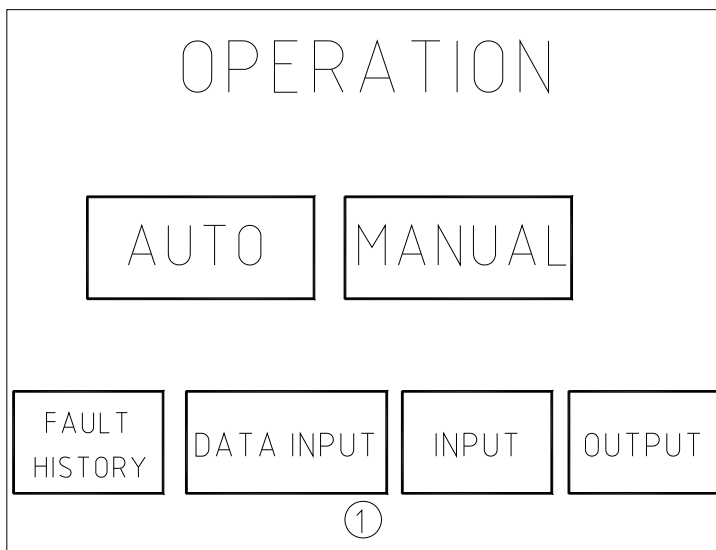 OPERATION
AUTO
MANUAL
FAULT
HISTORY
DATA INPUT
INPUT
OUTPUT
1